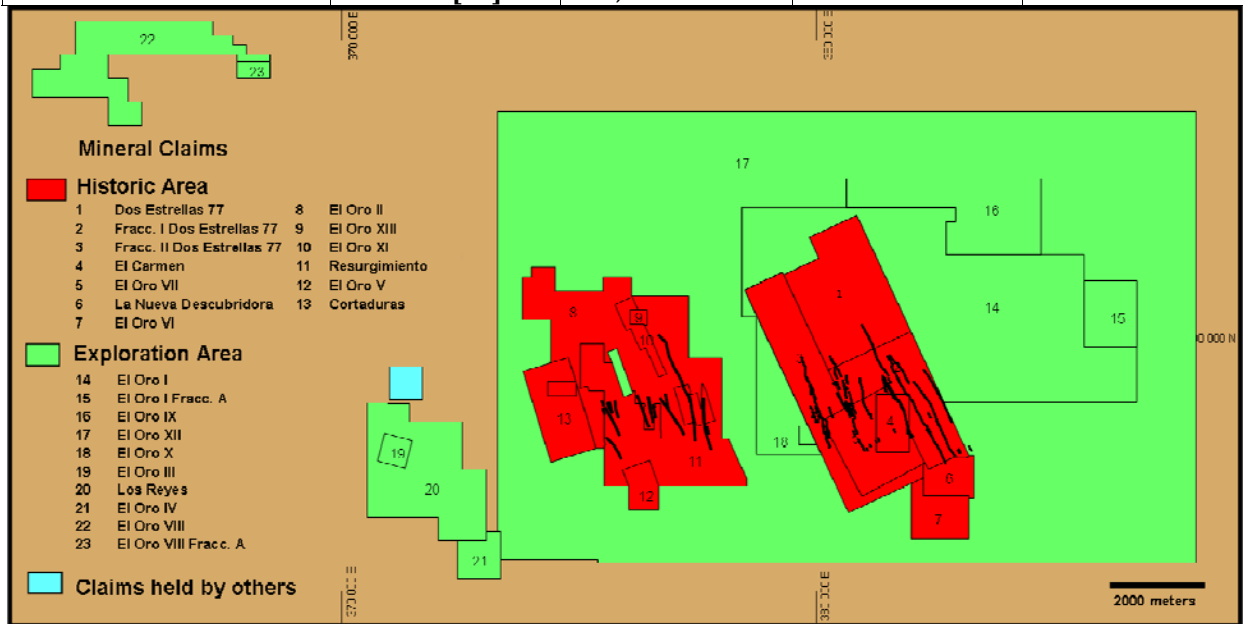 22
23
370 000 E
Mineral Claims
Historic Area
1 Dos Estrellas 77 8 El Oro II
2 Fracc. I Dos Estrellas 77 9 El Oro XIII
3 Fracc. II Dos Estrellas 77 10 El Oro XI
4 El Carmen 11 Resurgimiento
5 El Oro VII 12 El Oro V
6 La Nueva Descubridora 13 Cortaduras
7 El Oro VI
Exploration Area
14 El Oro I
15 El Oro I Fracc. A
16 El Oro IX
17 El Oro XII
18 El Oro X
19 El Oro III
20 Los Reyes
21 El Oro IV
22 El Oro VIII
23 El Oro VIII Fracc. A
Claims held by others
17
16
14
15
0 000 N
8
9
10
13
11
12
1
4
18
6
7
19
20
21
2000 meters